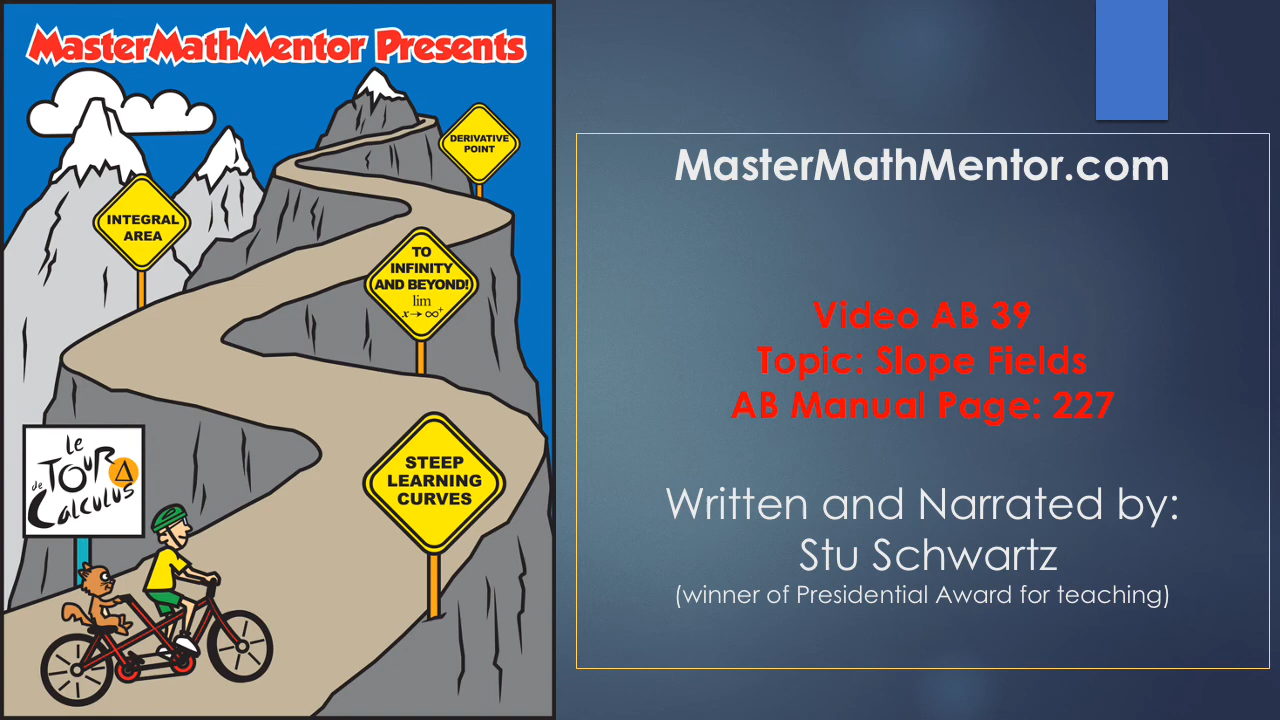 MasterMathMentor Presents
DERIVATIVE
POINT
INTEGRAL
AREA
TO
INFINITY
AND BEYOND!
lim
x→∞⁺
STEEP
LEARNING
CURVES
Le
TOUR
de
CALCULUS
Δ
MasterMathMentor.com
Video AB 39
Topic: Slope Fields
AB Manual Page: 227
Written and Narrated by:
Stu Schwartz
(winner of Presidential Award for teaching)